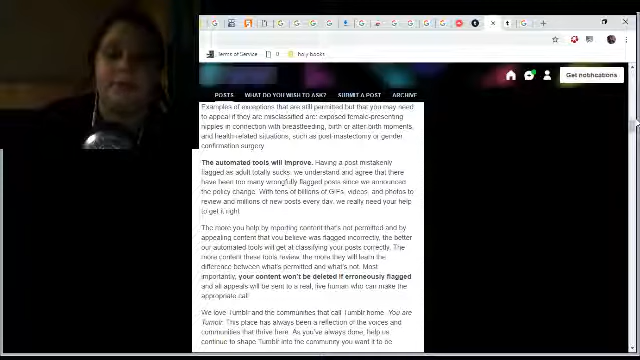 Terms of Service 0 holy books
Get notifications
POSTS WHAT DO YOU WISH TO ASK? SUBMIT A POST ARCHIVE
Examples of exceptions that are still permitted but that you may need
to appeal if they are misclassified are: exposed female-presenting
nipples in connection with breastfeeding, birth or after-birth moments,
and health-related situations, such as post-mastectomy or gender
confirmation surgery.
The automated tools will improve. Having a post mistakenly
flagged as adult totally sucks. we understand and agree that there
have been too many wrongfully flagged posts since we announced
the policy change. With tens of billions of GIFs, videos, and photos to
review and millions of new posts every day, we really need your help
to get it right.
The more you help by reporting content that's not permitted and by
appealing content that you believe was flagged incorrectly, the better
our automated tools will get at classifying your posts correctly. The
more content these tools review, the more they will learn the
difference between what's permitted and what's not. Most
importantly, your content won't be deleted if erroneously flagged
and all appeals will be sent to a real, live human who can make the
appropriate call.
We love Tumblr and the communities that call Tumblr home. You are
Tumblr. This place has always been a reflection of the voices and
communities that thrive here. As you've always done, help us
continue to shape Tumblr into the community you want it to be